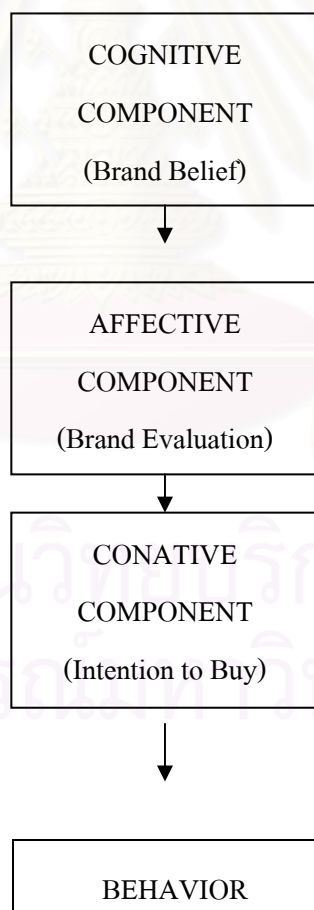 COGNITIVE
COMPONENT
(Brand Belief)
AFFECTIVE
COMPONENT
(Brand Evaluation)
CONATIVE
COMPONENT
(Intention to Buy)
BEHAVIOR